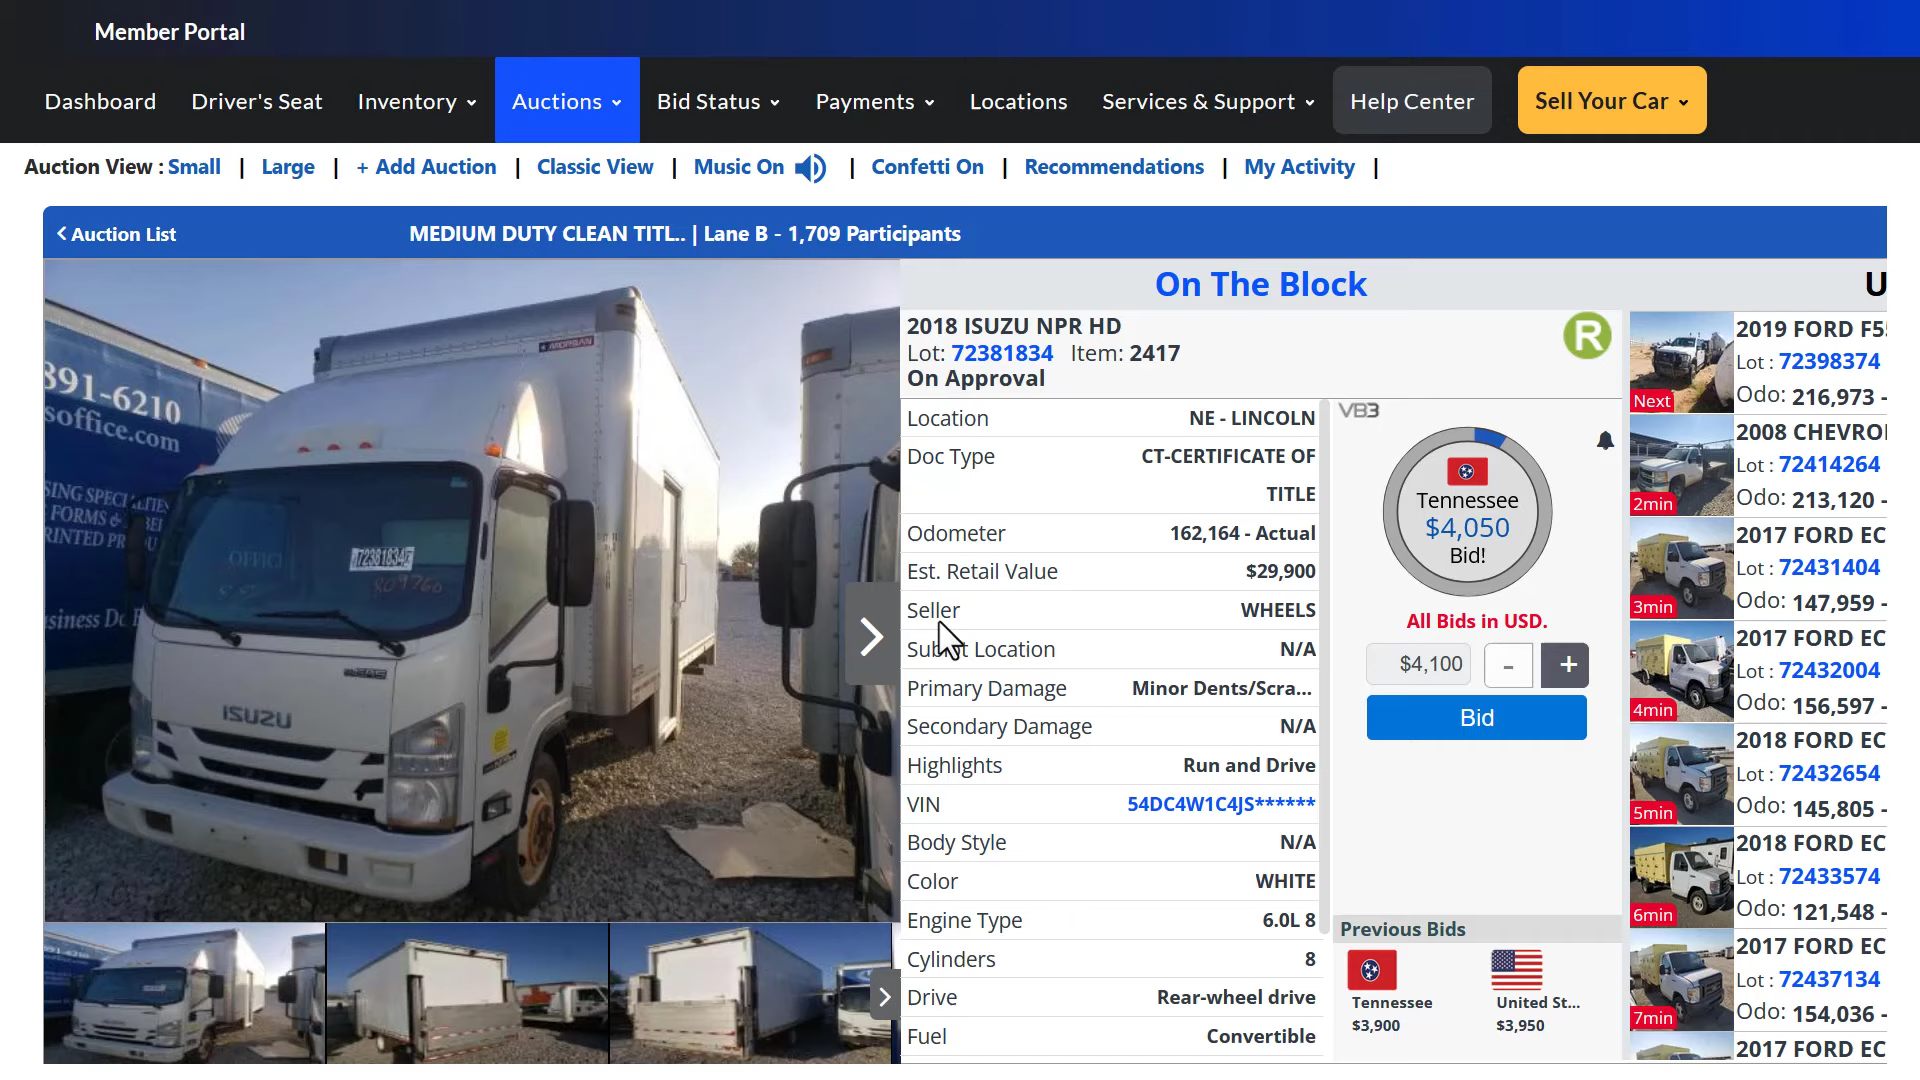 Member Portal
Dashboard Driver's Seat Inventory Auctions Bid Status Payments Locations Services & Support Help Center Sell Your Car
Auction View : Small | Large | + Add Auction | Classic View | Music On | Confetti On | Recommendations | My Activity |
< Auction List MEDIUM DUTY CLEAN TITL.. | Lane B - 1,709 Participants
On The Block
U
2018 ISUZU NPR HD
Lot: 72381834 Item: 2417
On Approval
R
Location NE - LINCOLN
Doc Type CT-CERTIFICATE OF
TITLE
Odometer 162,164 - Actual
Est. Retail Value $29,900
Seller WHEELS
Location N/A
Primary Damage Minor Dents/Scra...
Secondary Damage N/A
Highlights Run and Drive
VIN 54DC4W1C4JS******
Body Style N/A
Color WHITE
Engine Type 6.0L 8
Cylinders 8
Drive Rear-wheel drive
Fuel Convertible
VB3
Tennessee
$4,050
Bid!
All Bids in USD.
$4,100 - +
Bid
Previous Bids
Tennessee
$3,900
United St...
$3,950
2019 FORD F5
Lot : 72398374
Odo: 216,973 -
Next
2008 CHEVROL
Lot : 72414264
Odo: 213,120 -
2min
2017 FORD EC
Lot : 72431404
Odo: 147,959 -
3min
2017 FORD EC
Lot : 72432004
Odo: 156,597 -
4min
2018 FORD EC
Lot : 72432654
Odo: 145,805 -
5min
2018 FORD EC
Lot : 72433574
Odo: 121,548 -
6min
2017 FORD EC
Lot : 72437134
Odo: 154,036 -
7min
2017 FORD EC
891-6210
soffice.com
MORGAN
72381834
809760
ISUZU